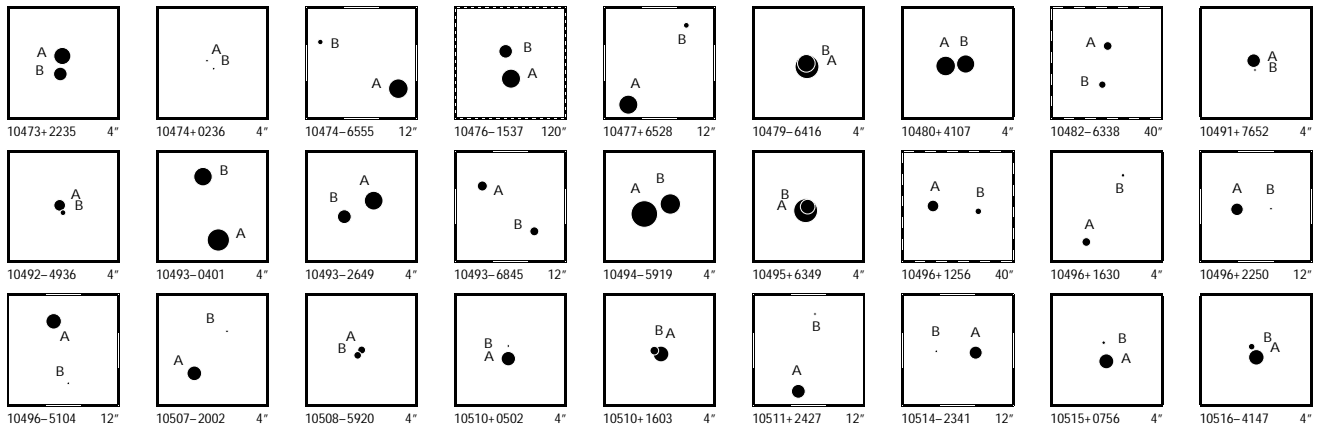 A
B
10473+2235 4"
A
B
10474+0236 4"
B
A
10474−6555 12"
B
A
10476−1537 120"
B
A
10477+6528 12"
B
A
10479−6416 4"
A B
10480+4107 4"
A
B
10482−6338 40"
A
B
10491+7652 4"
A
B
10492−4936 4"
B
A
10493−0401 4"
A
B
10493−2649 4"
A
B
10493−6845 12"
B
A
10494−5919 4"
B
A
10495+6349 4"
A
B
10496+1256 40"
B
A
10496+1630 4"
A B
10496+2250 12"
A
B
10496−5104 12"
B
A
10507−2002 4"
A
B
10508−5920 4"
B
A
10510+0502 4"
B A
10510+1603 4"
B
A
10511+2427 12"
B A
10514−2341 12"
B
A
10515+0756 4"
B
A
10516−4147 4"